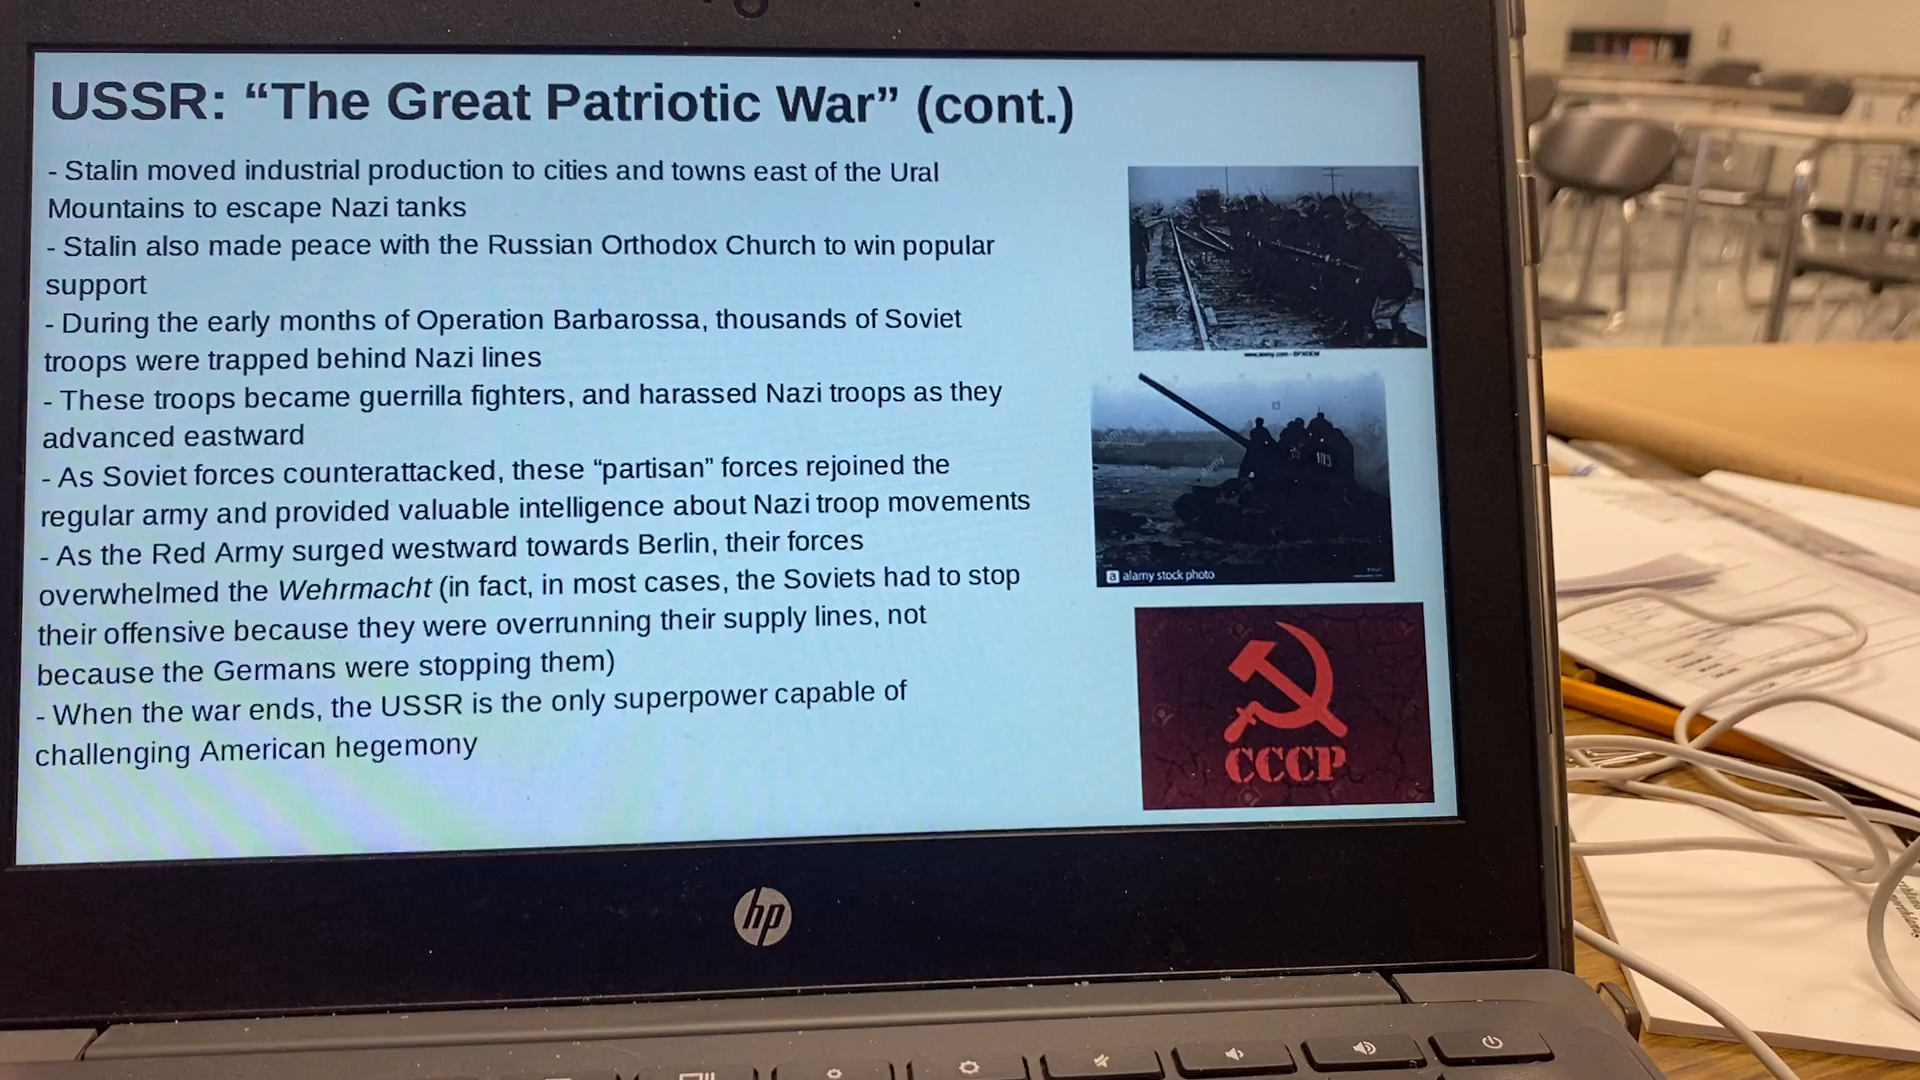 USSR: “The Great Patriotic War” (cont.)
- Stalin moved industrial production to cities and towns east of the Ural
Mountains to escape Nazi tanks
- Stalin also made peace with the Russian Orthodox Church to win popular
support
- During the early months of Operation Barbarossa, thousands of Soviet
troops were trapped behind Nazi lines
- These troops became guerrilla fighters, and harassed Nazi troops as they
advanced eastward
- As Soviet forces counterattacked, these “partisan” forces rejoined the
regular army and provided valuable intelligence about Nazi troop movements
- As the Red Army surged westward towards Berlin, their forces
overwhelmed the Wehrmacht (in fact, in most cases, the Soviets had to stop
their offensive because they were overrunning their supply lines, not
because the Germans were stopping them)
- When the war ends, the USSR is the only superpower capable of
challenging American hegemony
a alamy stock photo
СССР
hp